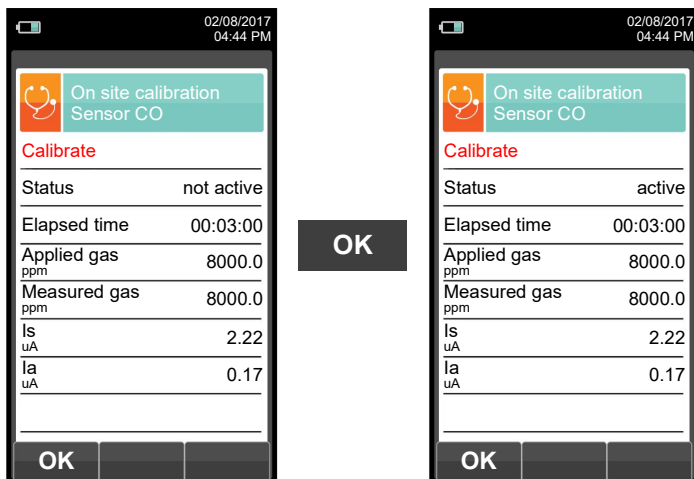 02/08/2017
04:44 PM
On site calibration
Sensor CO
Calibrate
Status not active
Elapsed time 00:03:00
Applied gas
ppm 8000.0
Measured gas
ppm 8000.0
Is
uA 2.22
Ia
uA 0.17
OK
OK
02/08/2017
04:44 PM
On site calibration
Sensor CO
Calibrate
Status active
Elapsed time 00:03:00
Applied gas
ppm 8000.0
Measured gas
ppm 8000.0
Is
uA 2.22
Ia
uA 0.17
OK